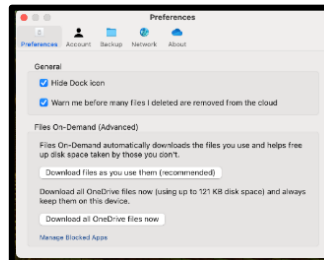 Preferences
Preferences Account Backup Network About
General
Hide Dock icon
Warn me before many files I deleted are removed from the cloud
Files On-Demand (Advanced)
Files On-Demand automatically downloads the files you use and helps free
up disk space taken by those you don't.
Download files as you use them (recommended)
Download all OneDrive files now (using up to 121 KB disk space) and always
keep them on this device.
Download all OneDrive files now
Manage Blocked Apps